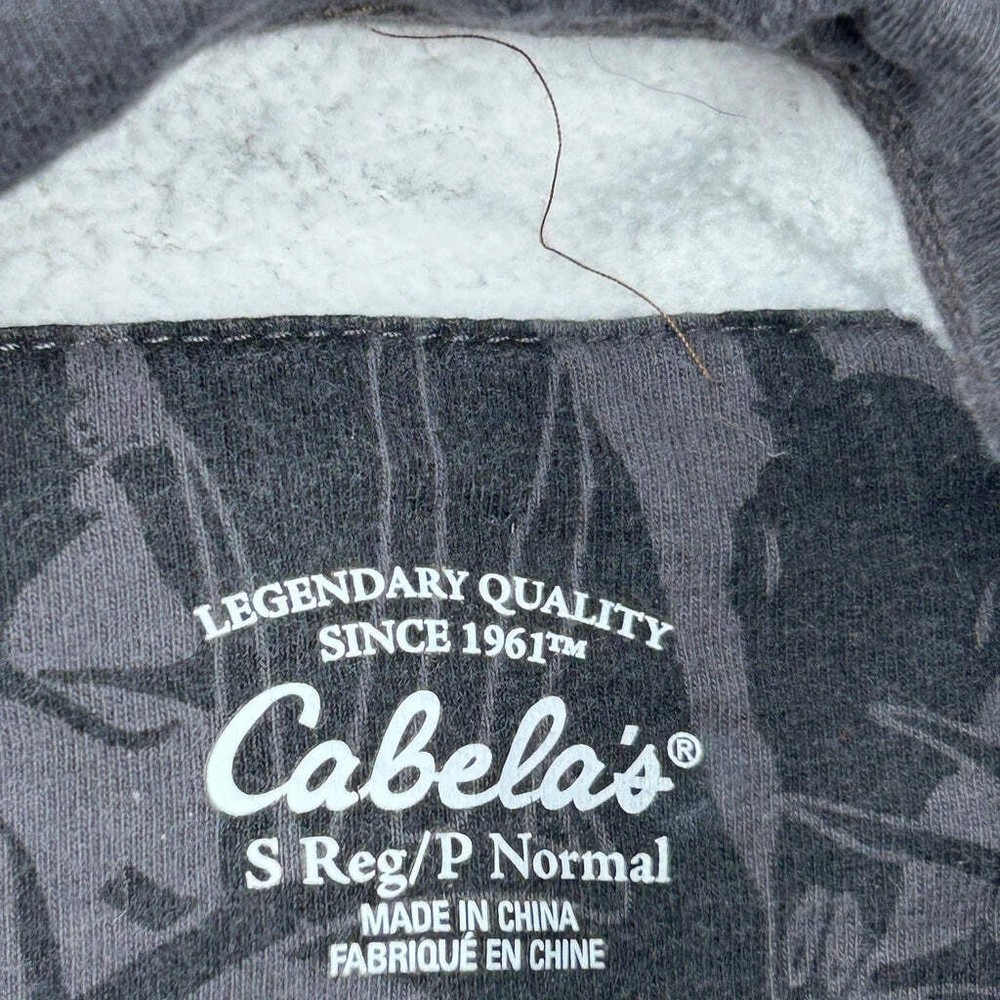 LEGENDARY QUALITY
SINCE 1961™
Cabela's®
S Reg/P Normal
MADE IN CHINA
FABRIQUÉ EN CHINE